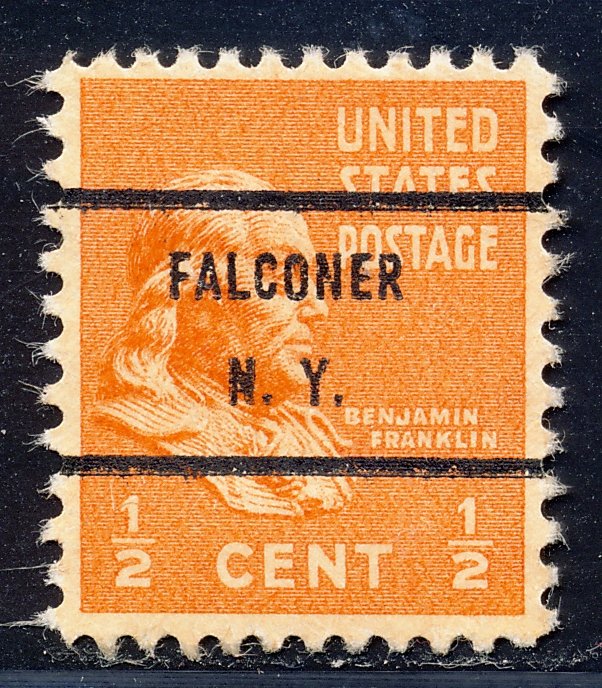 UNITED
STATES
POSTAGE
FALCONER
N. Y.
BENJAMIN
FRANKLIN
1/2 CENT 1/2